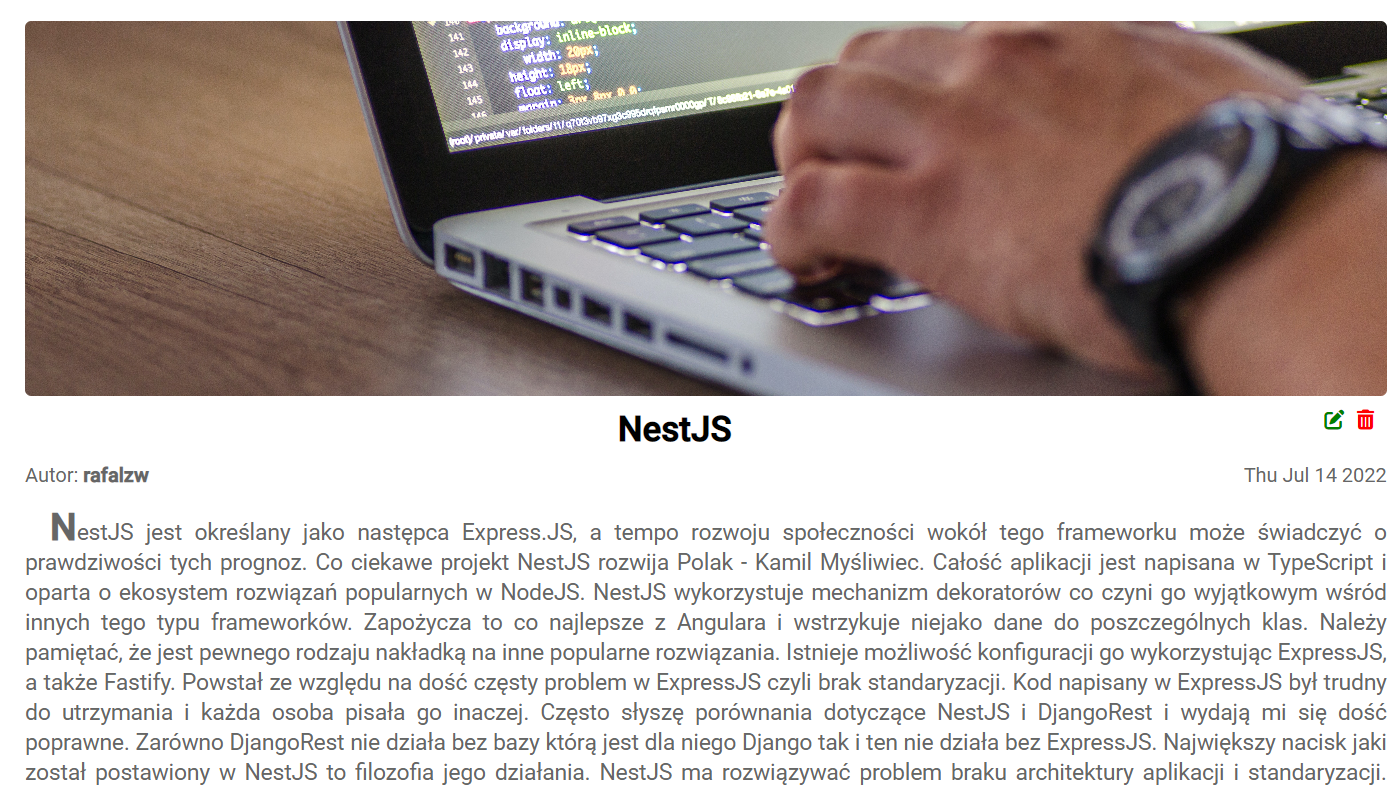 141
142
143
144
145
display: inline-block;
width: 20px;
height: 18px;
float: left;
NestJS
Autor: rafalzw
Thu Jul 14 2022
NestJS jest określany jako następca Express.JS, a tempo rozwoju społeczności wokół tego frameworku może świadczyć o
prawdziwości tych prognoz. Co ciekawe projekt NestJS rozwija Polak - Kamil Myśliwiec. Całość aplikacji jest napisana w TypeScript i
oparta o ekosystem rozwiązań popularnych w NodeJS. NestJS wykorzystuje mechanizm dekoratorów co czyni go wyjątkowym wśród
innych tego typu frameworków. Zapożycza to co najlepsze z Angulara i wstrzykuje niejako dane do poszczególnych klas. Należy
pamiętać, że jest pewnego rodzaju nakładką na inne popularne rozwiązania. Istnieje możliwość konfiguracji go wykorzystując ExpressJS,
a także Fastify. Powstał ze względu na dość częsty problem w ExpressJS czyli brak standaryzacji. Kod napisany w ExpressJS był trudny
do utrzymania i każda osoba pisała go inaczej. Często słyszę porównania dotyczące NestJS i DjangoRest i wydają mi się dość
poprawne. Zarówno DjangoRest nie działa bez bazy którą jest dla niego Django tak i ten nie działa bez ExpressJS. Największy nacisk jaki
został postawiony w NestJS to filozofia jego działania. NestJS ma rozwiązywać problem braku architektury aplikacji i standaryzacji.